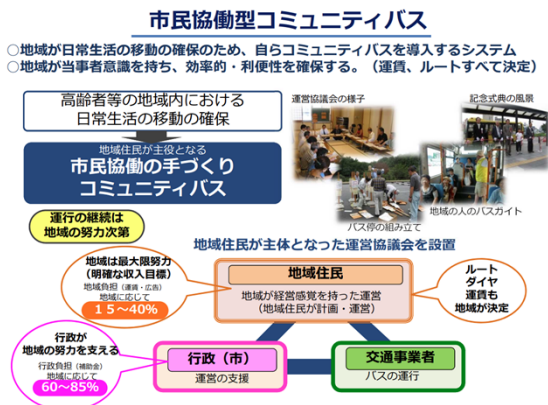 市民協働型コミュニティバス
○地域が日常生活の移動の確保のため、自らコミュニティバスを導入するシステム
○地域が当事者意識を持ち、効率的・利便性を確保する。（運賃、ルートすべて決定）
高齢者等の地域内における
日常生活の移動の確保
地域住民が主役となる
市民協働の手づくり
コミュニティバス
運営協議会の様子
記念式典の風景
バス停の組み立て
地域の人のバスガイト
運行の継続は
地域の努力次第
地域住民が主体となった運営協議会を設置
地域は最大限努力
（明確な収入目標）
地域負担（運賃・広告）
地域に応じて
１５～40%
地域住民
地域が経営感覚を持った運営
（地域住民が計画・運営）
ルート
ダイヤ
運賃も
地域が決定
行政が
地域の努力を支える
行政負担（補助金）
地域に応じて
60～85%
行政（市）
運営の支援
交通事業者
バスの運行